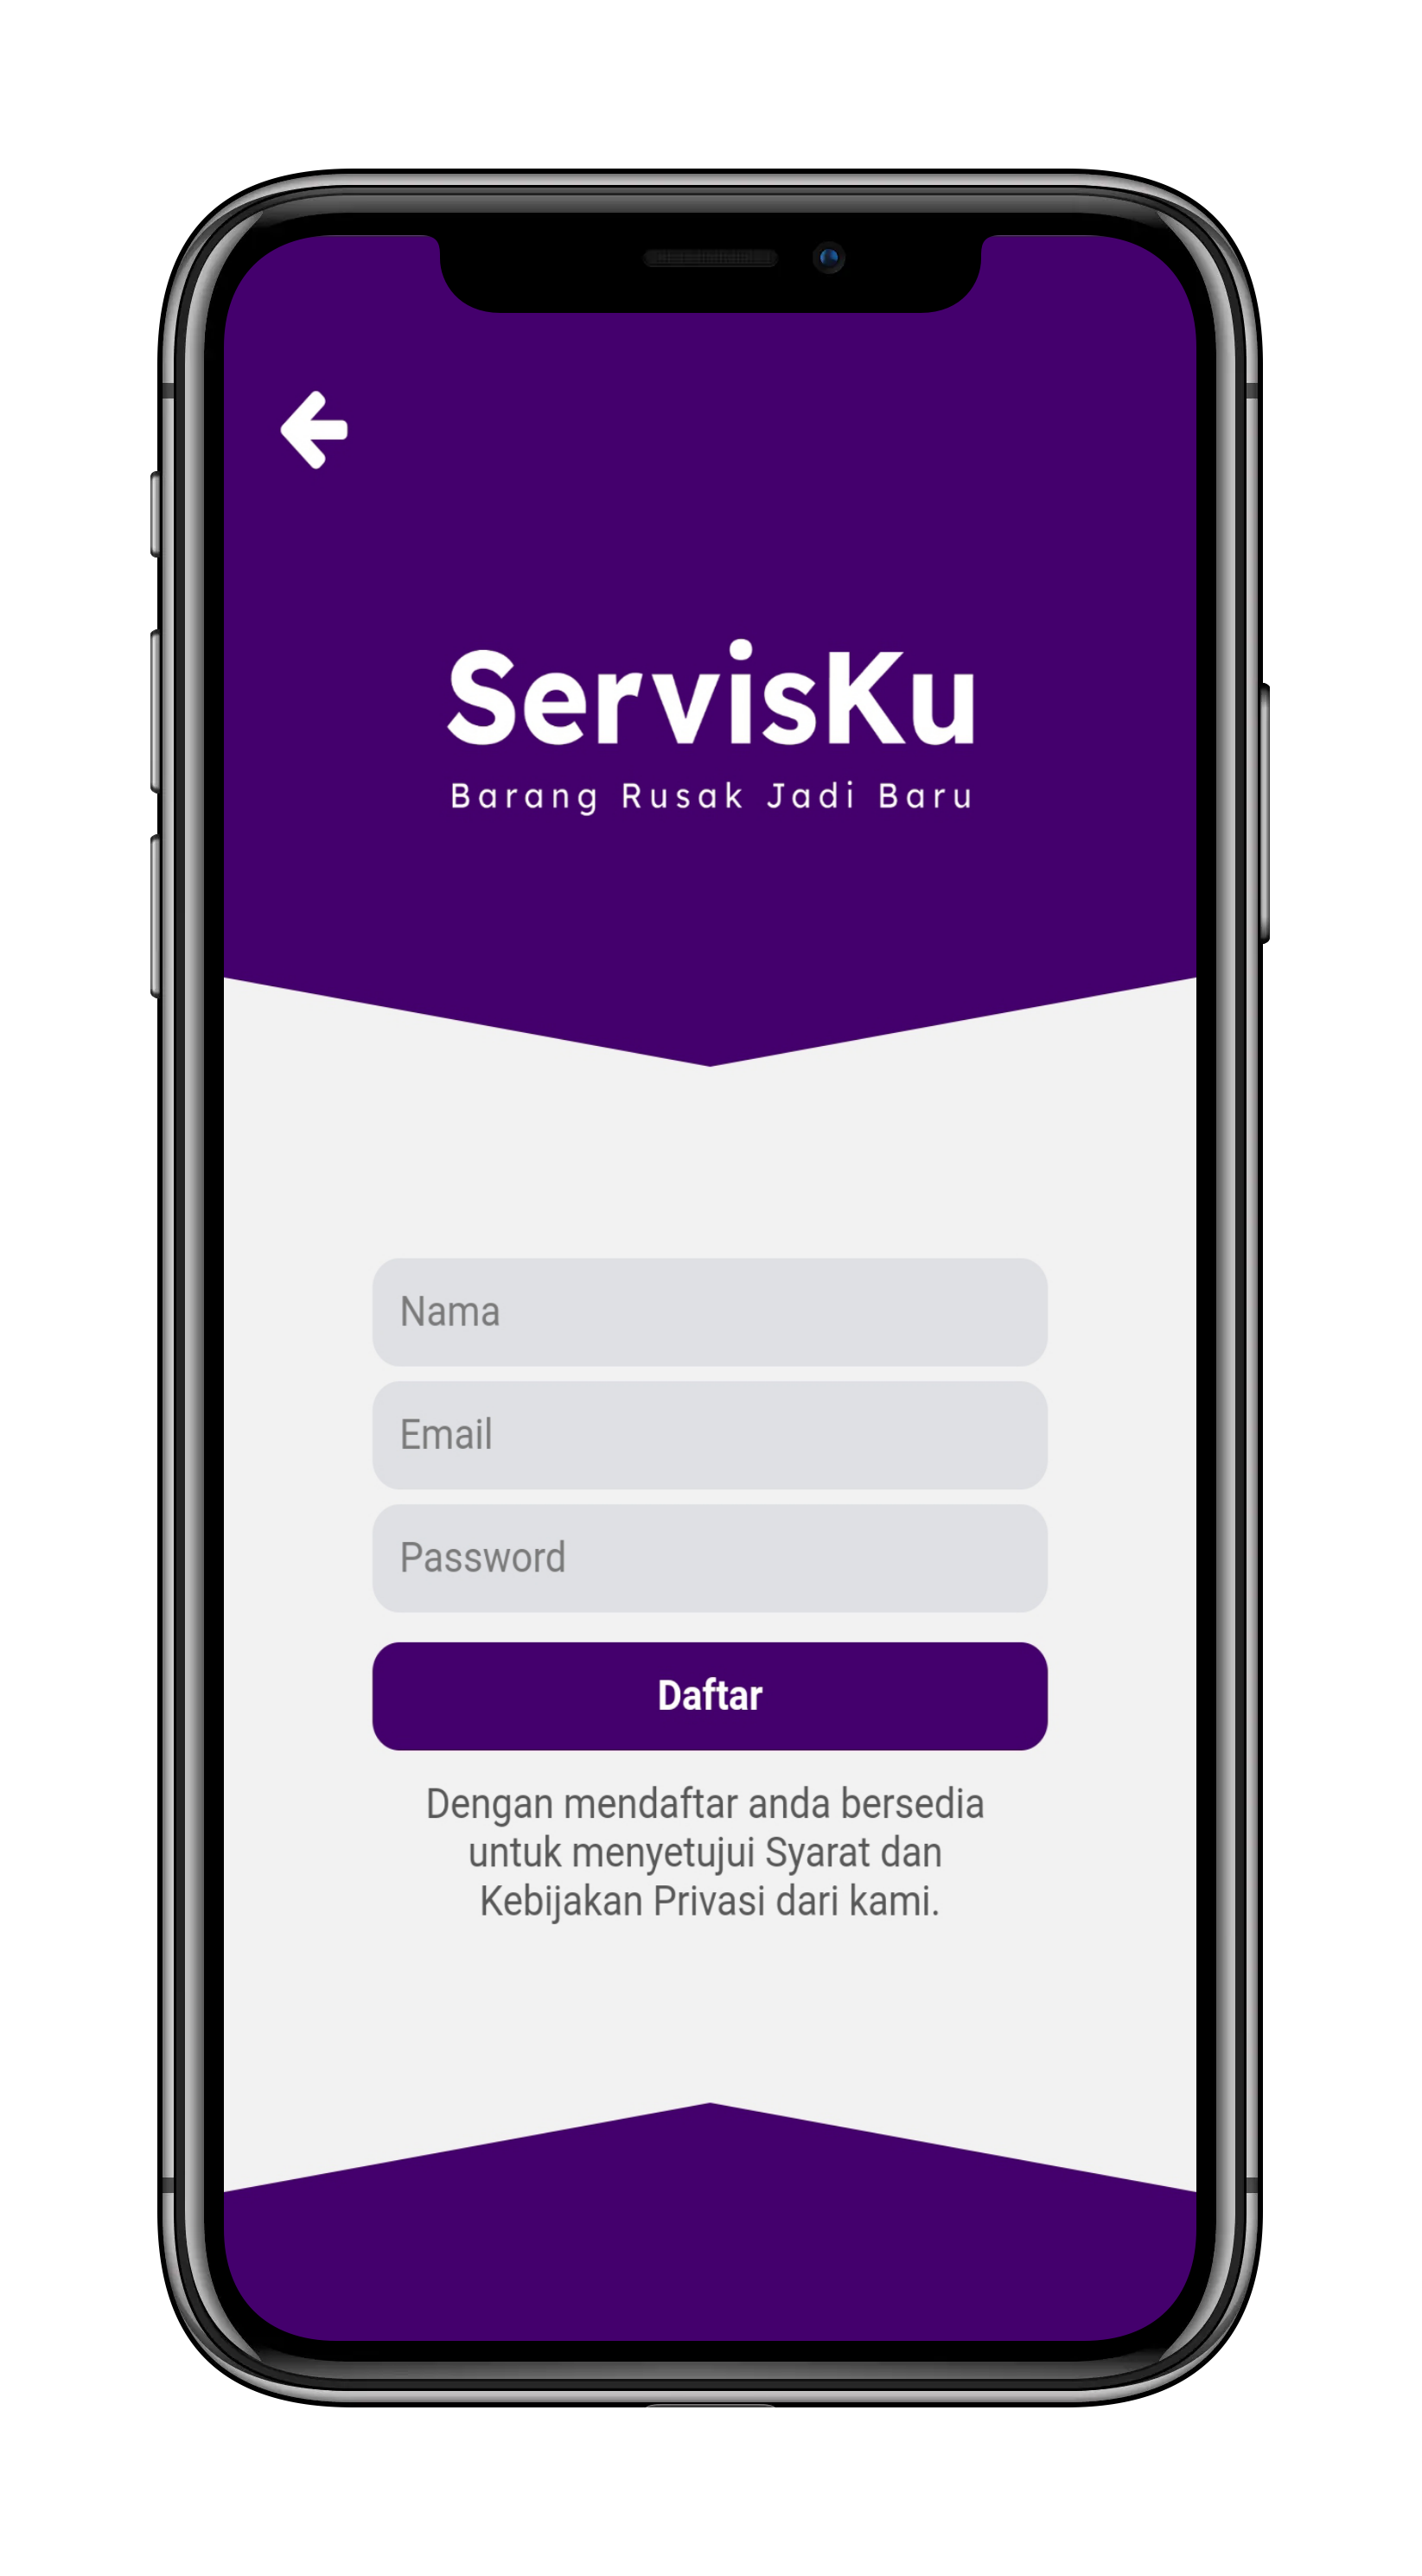 ServisKu
Barang Rusak Jadi Baru
Nama
Email
Password
Daftar
Dengan mendaftar anda bersedia
untuk menyetujui Syarat dan
Kebijakan Privasi dari kami.